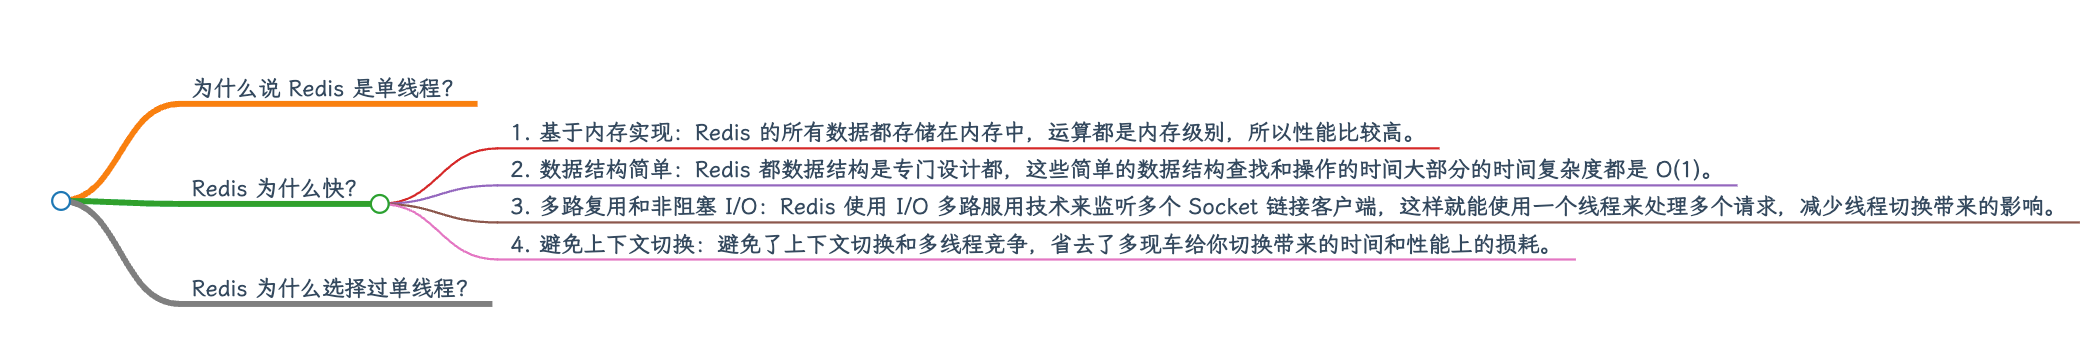 为什么说 Redis 是单线程？
1. 基于内存实现：Redis 的所有数据都存储在内存中，运算都是内存级别，所以性能比较高。
2. 数据结构简单：Redis 都数据结构是专门设计都，这些简单的数据结构查找和操作的时间大部分的时间复杂度都是 O(1)。
Redis 为什么快？
3. 多路复用和非阻塞 I/O：Redis 使用 I/O 多路服用技术来监听多个 Socket 链接客户端，这样就能使用一个线程来处理多个请求，减少线程切换带来的影响。
4. 避免上下文切换：避免了上下文切换和多线程竞争，省去了多现车给你切换带来的时间和性能上的损耗。
Redis 为什么选择过单线程？